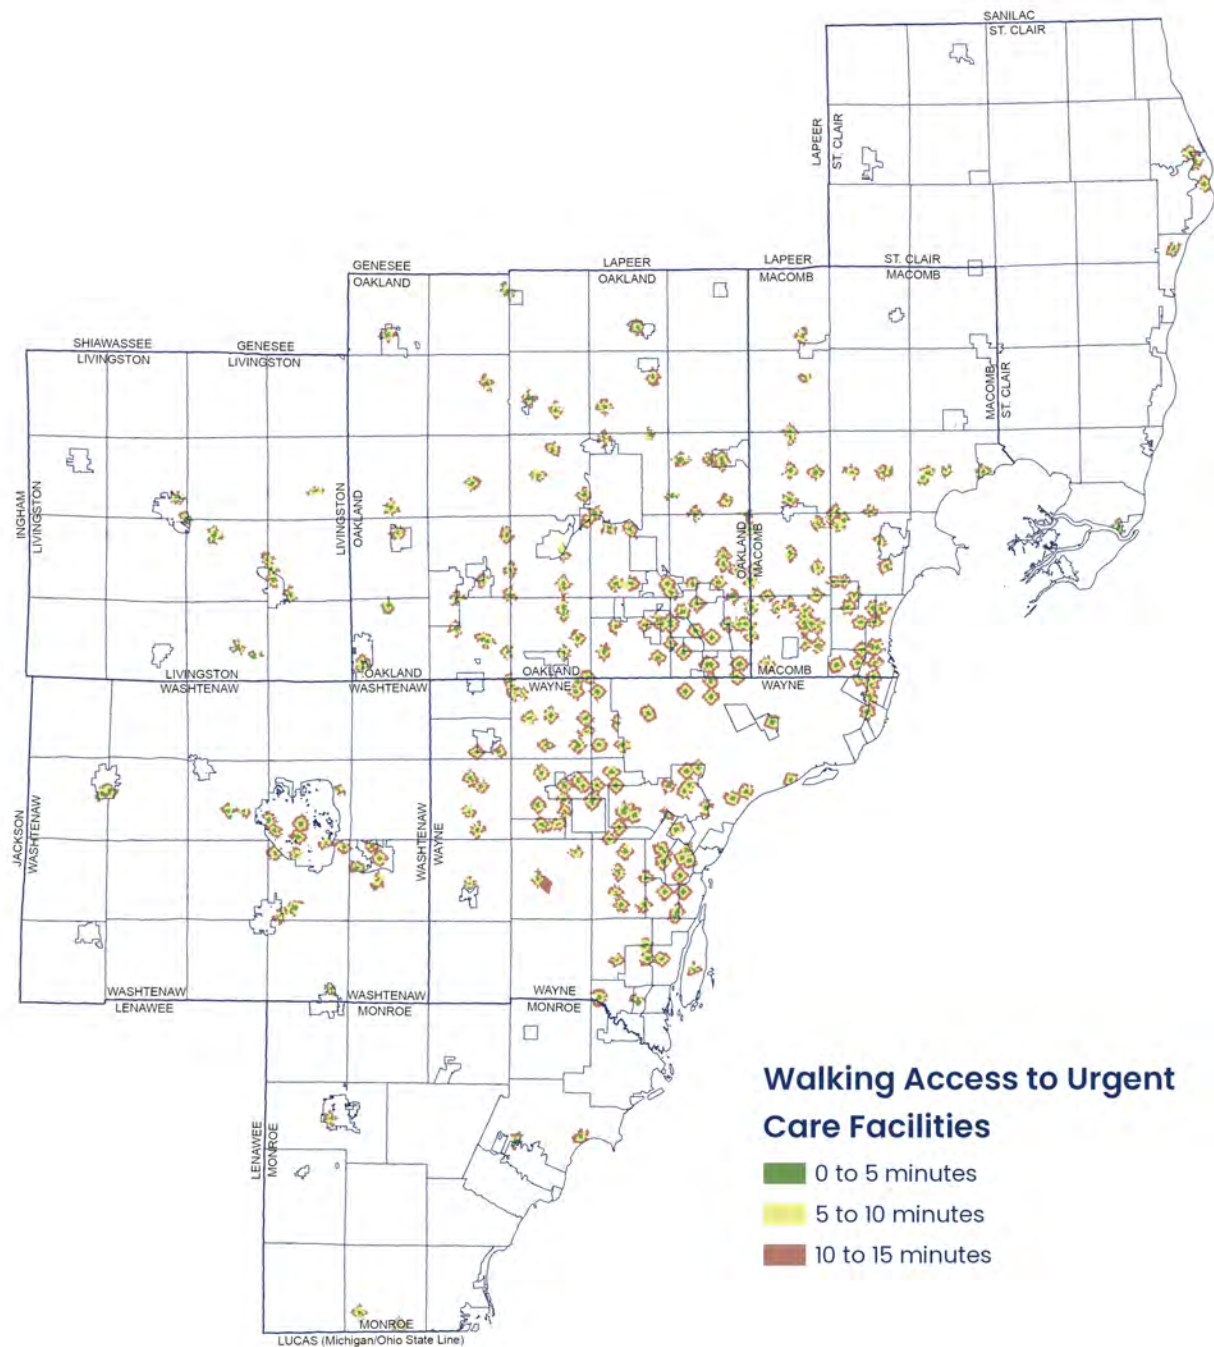 SANILAC
ST. CLAIR
LAPEER
ST. CLAIR
GENESEE
OAKLAND
LAPEER
OAKLAND
LAPEER
MACOMB
ST. CLAIR
MACOMB
SHIAWASSEE
LIVINGSTON
GENESEE
LIVINGSTON
MACOMB
ST. CLAIR
INGHAM
LIVINGSTON
LIVINGSTON
OAKLAND
OAKLAND
MACOMB
LIVINGSTON
WASHTENAW
OAKLAND
WASHTENAW
OAKLAND
WAYNE
MACOMB
WAYNE
JACKSON
WASHTENAW
WASHTENAW
WAYNE
WASHTENAW
LENAWEE
WASHTENAW
MONROE
WAYNE
MONROE
LENAWEE
MONROE
MONROE
LUCAS (Michigan/Ohio State Line)
Walking Access to Urgent
Care Facilities
0 to 5 minutes
5 to 10 minutes
10 to 15 minutes